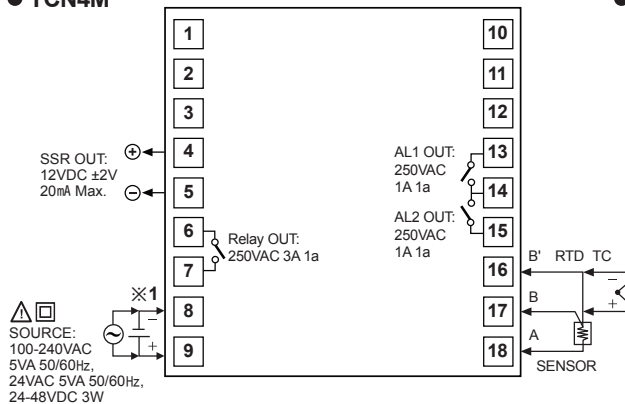 ● TCN4M
1
2
3
4
5
6
7
8
9
10
11
12
13
14
15
16
17
18
SSR OUT:
12VDC ±2V
20mA Max.
+
−
Relay OUT:
250VAC 3A 1a
※1
−
+
SOURCE:
100-240VAC
5VA 50/60Hz,
24VAC 5VA 50/60Hz,
24-48VDC 3W
AL1 OUT:
250VAC
1A 1a
AL2 OUT:
250VAC
1A 1a
B' RTD TC
B
A
−
+
SENSOR